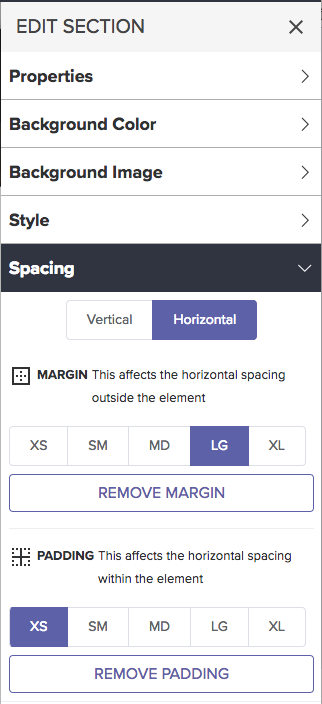 EDIT SECTION
Properties
Background Color
Background Image
Style
Spacing
Vertical Horizontal
MARGIN This affects the horizontal spacing
outside the element
XS SM MD LG XL
REMOVE MARGIN
PADDING This affects the horizontal spacing
within the element
XS SM MD LG XL
REMOVE PADDING